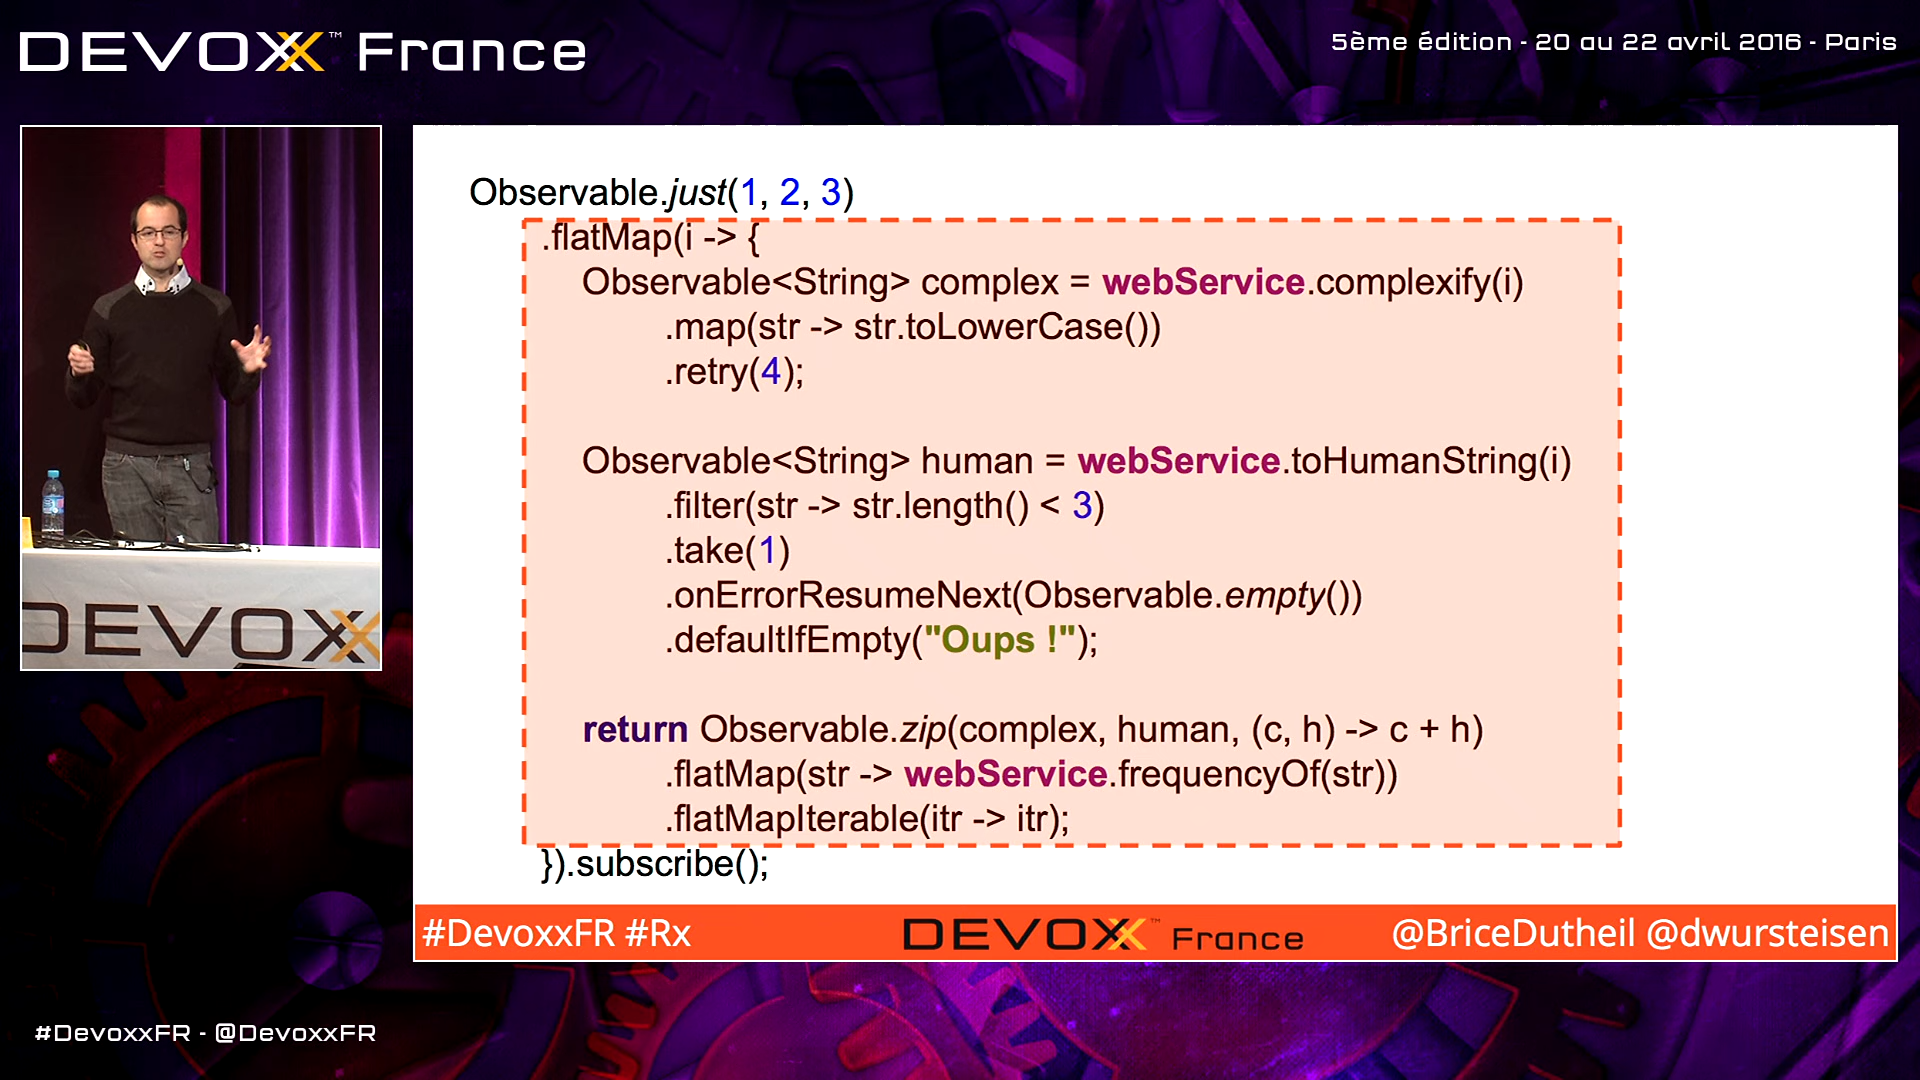 DEVOXX™ France
5ème édition - 20 au 22 avril 2016 - Paris
Observable.just(1, 2, 3)
.flatMap(i -> {
Observable<String> complex = webService.complexify(i)
.map(str -> str.toLowerCase())
.retry(4);
Observable<String> human = webService.toHumanString(i)
.filter(str -> str.length() < 3)
.take(1)
.onErrorResumeNext(Observable.empty())
.defaultIfEmpty("Oups !");
return Observable.zip(complex, human, (c, h) -> c + h)
.flatMap(str -> webService.frequencyOf(str))
.flatMapIterable(itr -> itr);
}).subscribe();
DEVOXX
#DevoxxFR #Rx
DEVOXX™ France
@BriceDutheil @dwursteisen
#DevoxxFR - @DevoxxFR